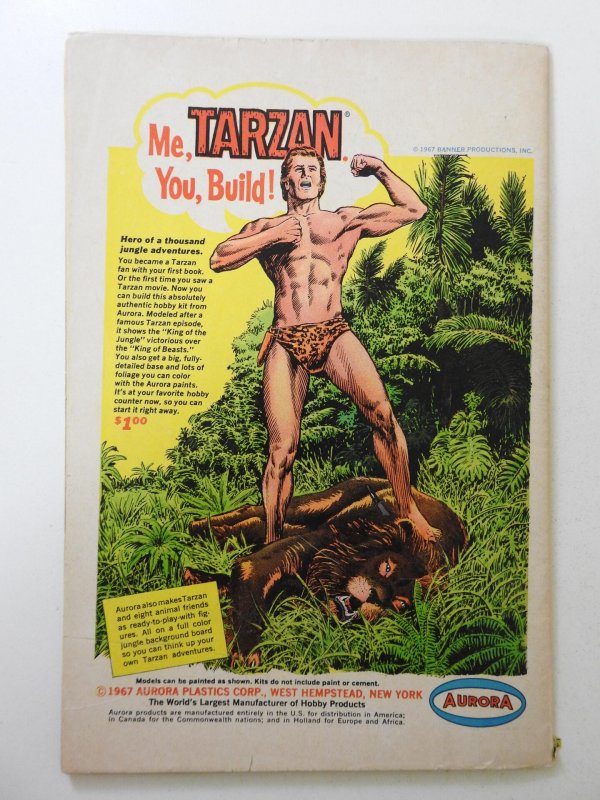 Me, TARZAN®.
You, Build!
© 1967 BANNER PRODUCTIONS, INC.
Hero of a thousand
jungle adventures.
You became a Tarzan
fan with your first book.
Or the first time you saw a
Tarzan movie. Now you
can build this absolutely
authentic hobby kit from
Aurora. Modeled after a
famous Tarzan episode,
it shows the "King of the
Jungle" victorious over
the "King of Beasts."
You also get a big, fully-
detailed base and lots of
foliage you can color
with the Aurora paints.
It's at your favorite hobby
counter now, so you can
start it right away.
$1.00
Aurora also makes Tarzan
and eight animal friends
as ready-to-play-with fig-
ures. All on a full color
jungle background board
so you can think up your
own Tarzan adventures.
Models can be painted as shown. Kits do not include paint or cement.
© 1967 AURORA PLASTICS CORP., WEST HEMPSTEAD, NEW YORK
The World's Largest Manufacturer of Hobby Products
Aurora products are manufactured entirely in the U.S. for distribution in America;
in Canada for the Commonwealth nations; and in Holland for Europe and Africa.
AURORA